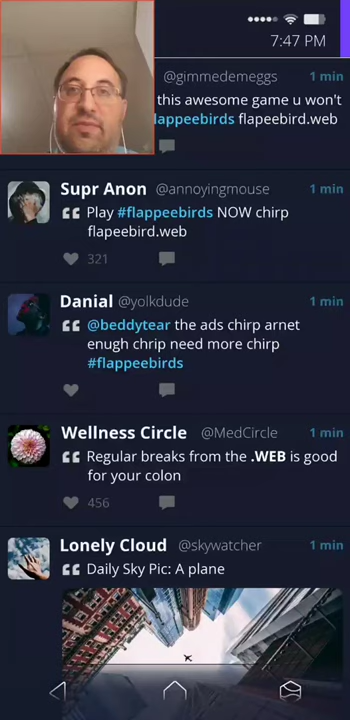 7:47 PM
@gimmedemeggs 1 min
this awesome game u won't
flapeebird.web
Supr Anon @annoyingmouse 1 min
Play #flappeebirds NOW chirp
flapeebird.web
321
Danial @yolkdude 1 min
@beddytear the ads chirp arnet
enugh chrip need more chirp
#flappeebirds
Wellness Circle @MedCircle 1 min
Regular breaks from the .WEB is good
for your colon
456
Lonely Cloud @skywatcher 1 min
Daily Sky Pic: A plane